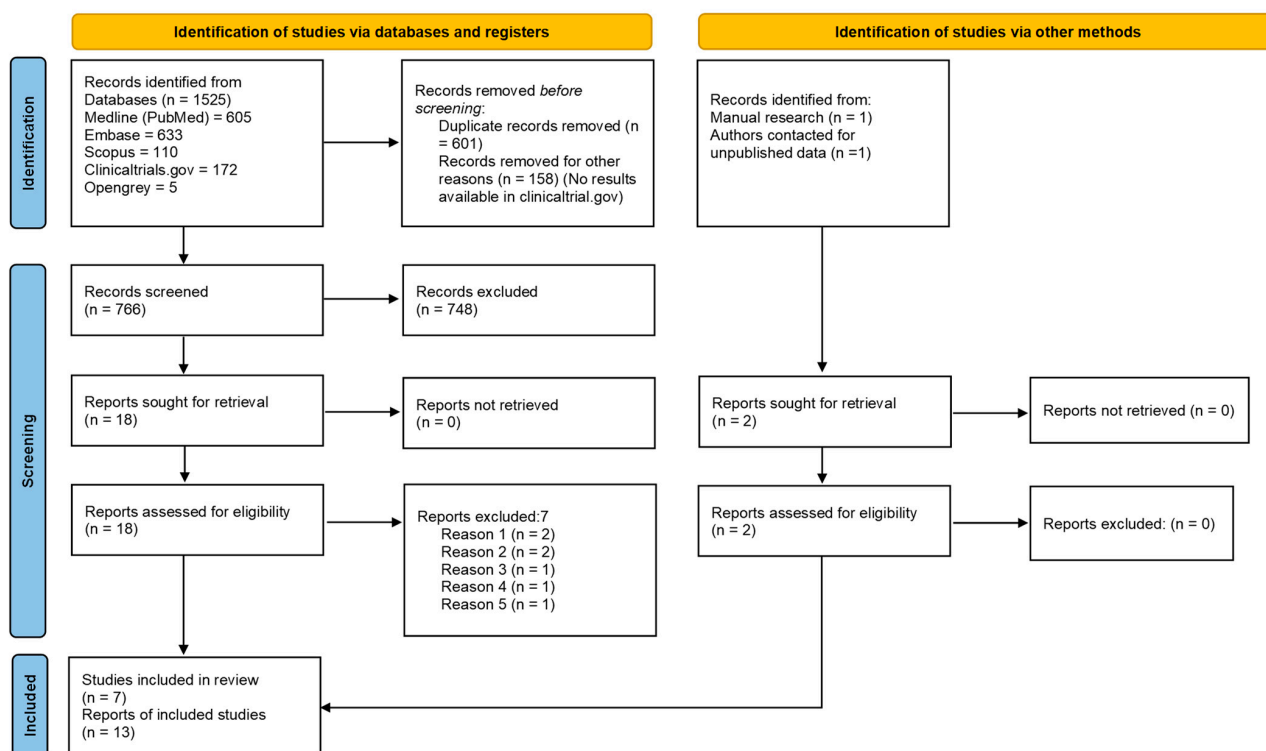 Identification of studies via databases and registers
Identification of studies via other methods
Identification
Records identified from
Databases (n = 1525)
Medline (PubMed) = 605
Embase = 633
Scopus = 110
Clinicaltrials.gov = 172
Opengrey = 5
Records removed before
screening:
Duplicate records removed (n
= 601)
Records removed for other
reasons (n = 158) (No results
available in clinicaltrial.gov)
Records identified from:
Manual research (n = 1)
Authors contacted for
unpublished data (n =1)
Screening
Records screened
(n = 766)
Records excluded
(n = 748)
Reports sought for retrieval
(n = 18)
Reports not retrieved
(n = 0)
Reports sought for retrieval
(n = 2)
Reports not retrieved (n = 0)
Reports assessed for eligibility
(n = 18)
Reports excluded:7
Reason 1 (n = 2)
Reason 2 (n = 2)
Reason 3 (n = 1)
Reason 4 (n = 1)
Reason 5 (n = 1)
Reports assessed for eligibility
(n = 2)
Reports excluded: (n = 0)
Included
Studies included in review
(n = 7)
Reports of included studies
(n = 13)